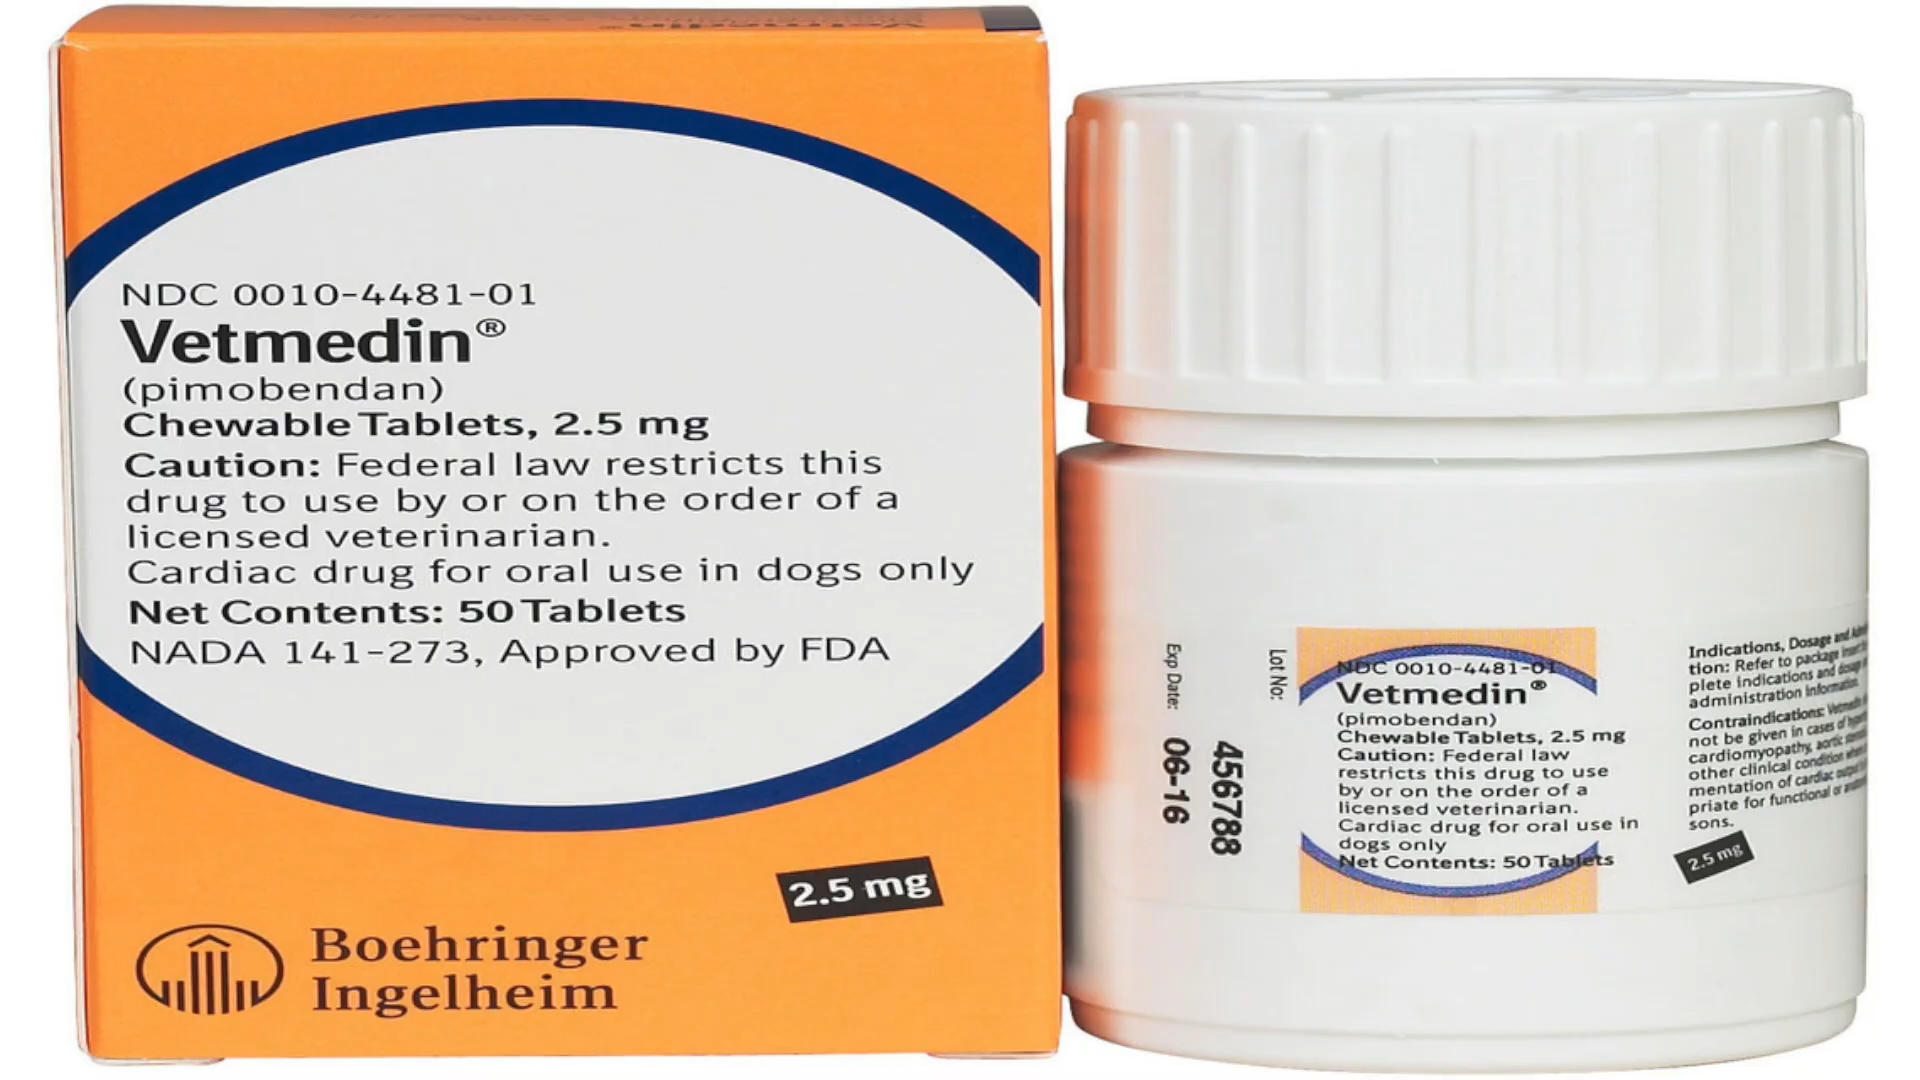 NDC 0010-4481-01
Vetmedin®
(pimobendan)
Chewable Tablets, 2.5 mg
Caution: Federal law restricts this
drug to use by or on the order of a
licensed veterinarian.
Cardiac drug for oral use in dogs only
Net Contents: 50 Tablets
NADA 141-273, Approved by FDA
2.5 mg
Boehringer
Ingelheim
Exp Date:
06-16
Lot No:
456788
NDC 0010-4481-01
Vetmedin®
(pimobendan)
Chewable Tablets, 2.5 mg
Caution: Federal law
restricts this drug to use
by or on the order of a
licensed veterinarian.
Cardiac drug for oral use in
dogs only
Net Contents: 50 Tablets
Indications, Dosage and
tion: Refer to package insert
plete indications and dosage
administration information.
Contraindications: Vetmedin
not be given in cases of
cardiomyopathy, aortic
other clinical condition
mentation of cardiac output
priate for functional or
sons.
2.5 mg